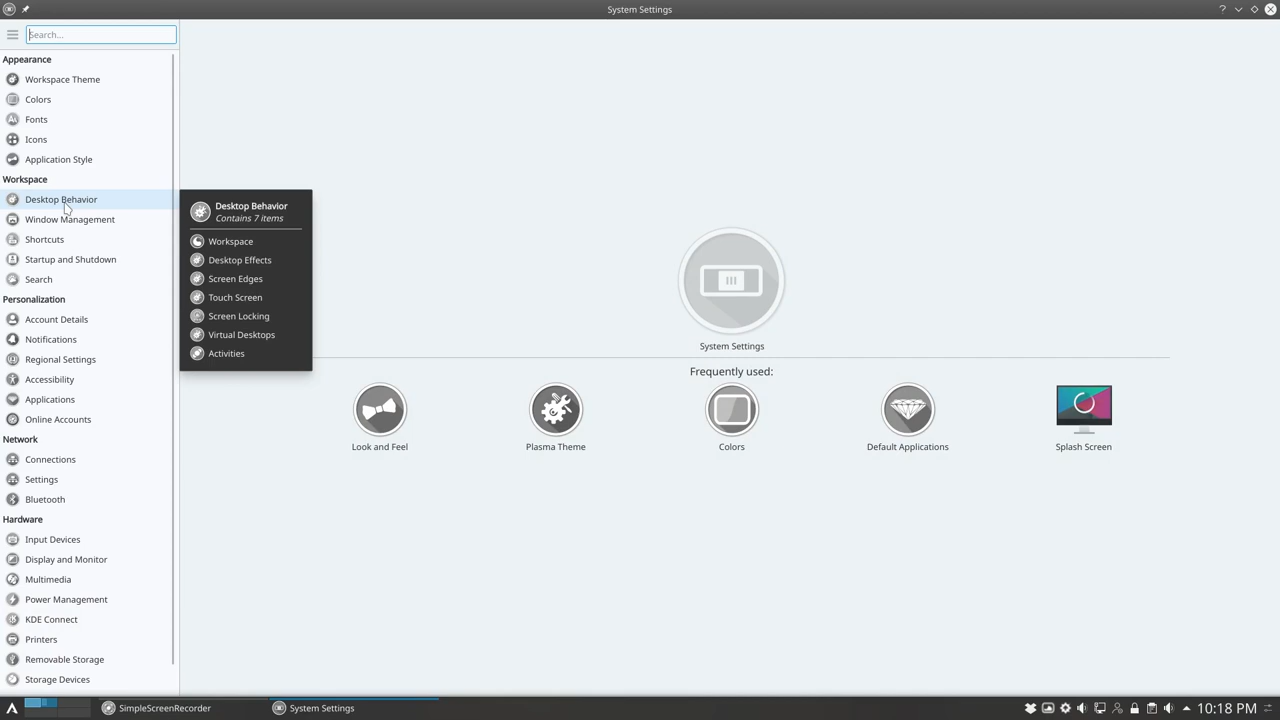 System Settings
Search...
Appearance
Workspace Theme
Colors
Fonts
Icons
Application Style
Workspace
Desktop Behavior
Window Management
Shortcuts
Startup and Shutdown
Search
Personalization
Account Details
Notifications
Regional Settings
Accessibility
Applications
Online Accounts
Network
Connections
Settings
Bluetooth
Hardware
Input Devices
Display and Monitor
Multimedia
Power Management
KDE Connect
Printers
Removable Storage
Storage Devices
Desktop Behavior
Contains 7 items
Workspace
Desktop Effects
Screen Edges
Touch Screen
Screen Locking
Virtual Desktops
Activities
System Settings
Frequently used:
Look and Feel
Plasma Theme
Colors
Default Applications
Splash Screen
SimpleScreenRecorder
System Settings
10:18 PM